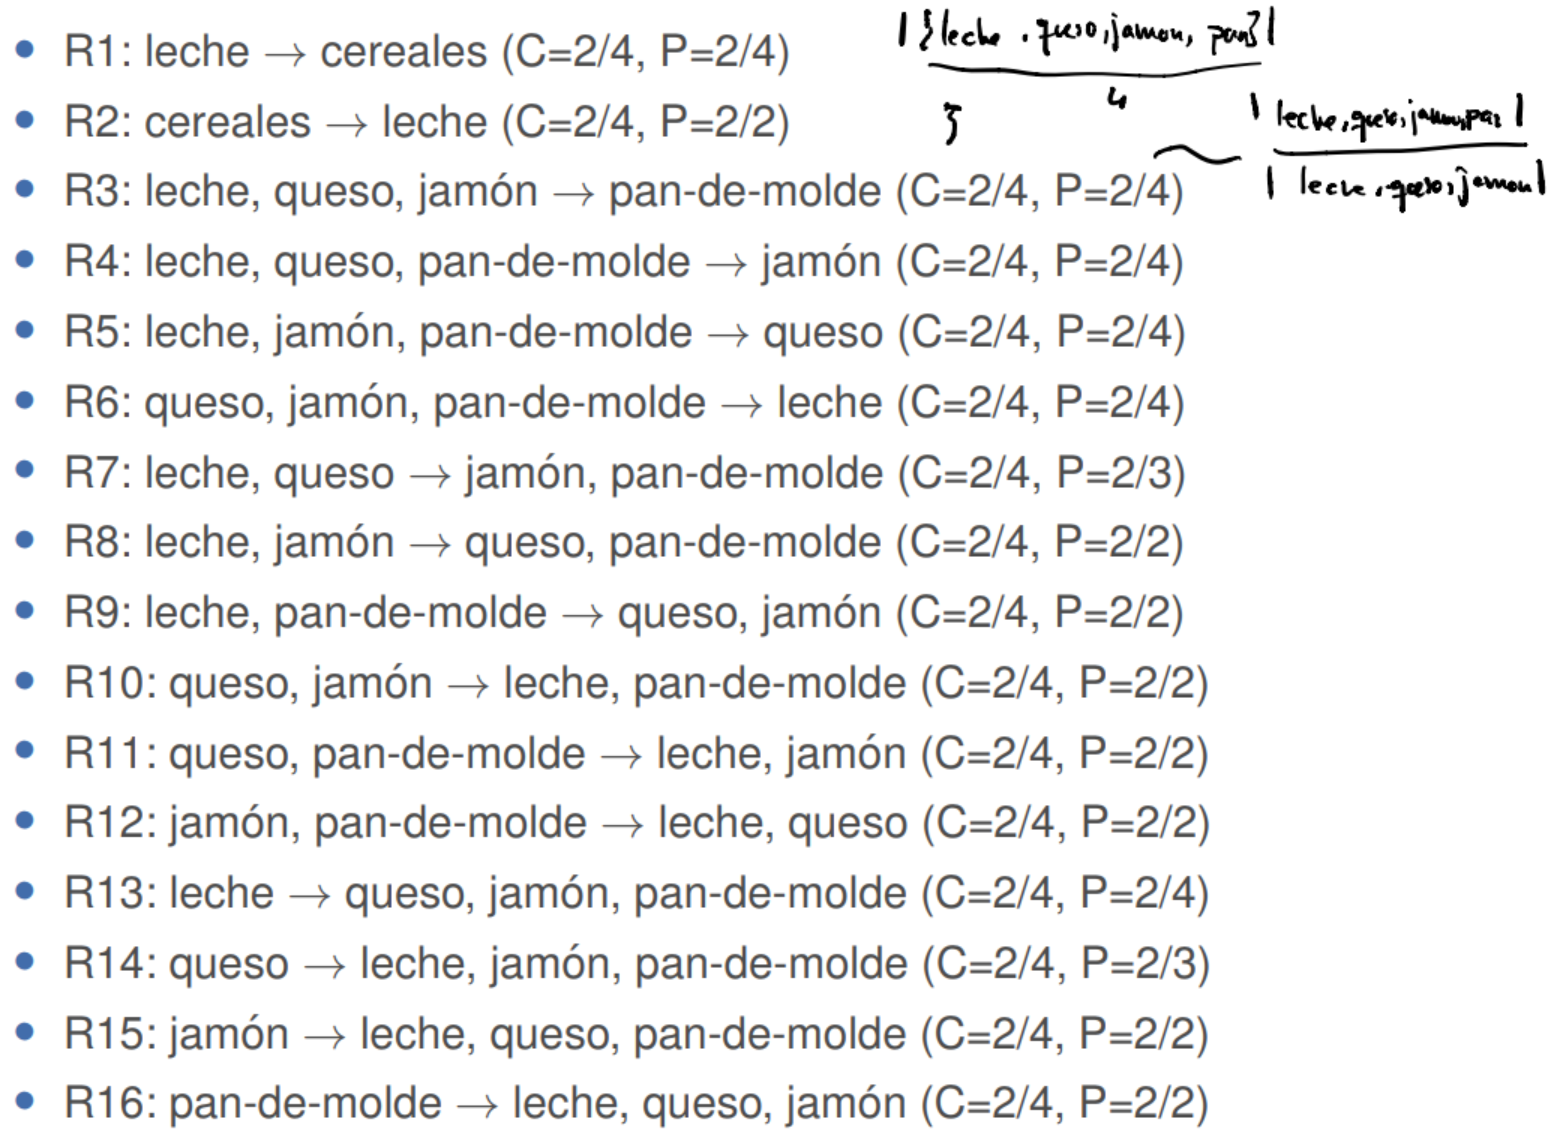 R1: leche → cereales (C=2/4, P=2/4)
|{leche, queso, jamon, pan}|
4
R2: cereales → leche (C=2/4, P=2/2)
| leche, queso, jamon, pan |
R3: leche, queso, jamón → pan-de-molde (C=2/4, P=2/4)
| leche, queso, jamon |
R4: leche, queso, pan-de-molde → jamón (C=2/4, P=2/4)
R5: leche, jamón, pan-de-molde → queso (C=2/4, P=2/4)
R6: queso, jamón, pan-de-molde → leche (C=2/4, P=2/4)
R7: leche, queso → jamón, pan-de-molde (C=2/4, P=2/3)
R8: leche, jamón → queso, pan-de-molde (C=2/4, P=2/2)
R9: leche, pan-de-molde → queso, jamón (C=2/4, P=2/2)
R10: queso, jamón → leche, pan-de-molde (C=2/4, P=2/2)
R11: queso, pan-de-molde → leche, jamón (C=2/4, P=2/2)
R12: jamón, pan-de-molde → leche, queso (C=2/4, P=2/2)
R13: leche → queso, jamón, pan-de-molde (C=2/4, P=2/4)
R14: queso → leche, jamón, pan-de-molde (C=2/4, P=2/3)
R15: jamón → leche, queso, pan-de-molde (C=2/4, P=2/2)
R16: pan-de-molde → leche, queso, jamón (C=2/4, P=2/2)